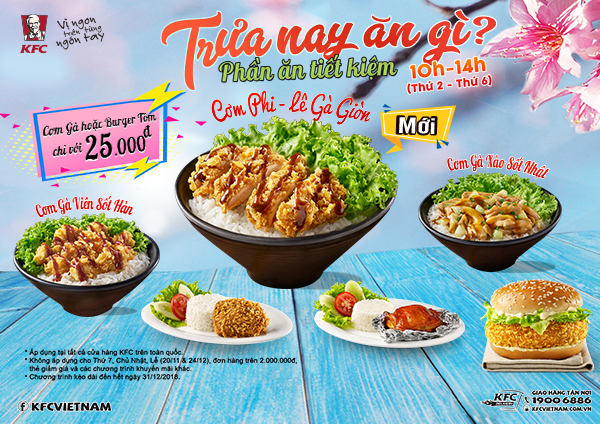 KFC
Vị ngon
trên từng
ngón tay
Trưa nay ăn gì?
Phần ăn tiết kiệm
10h-14h
(Thứ 2 - Thứ 6)
Cơm Gà hoặc Burger Tôm
chỉ với 25.000đ
Cơm Phi - Lê Gà Giòn
Mới
Cơm Gà Viên Sốt Hàn
Cơm Gà Xào Sốt Nhật
* Áp dụng tại tất cả cửa hàng KFC trên toàn quốc.
* Không áp dụng cho Thứ 7, Chủ Nhật, Lễ (20/11 & 24/12), đơn hàng trên 2.000.000đ,
thẻ giảm giá và các chương trình khuyến mãi khác.
* Chương trình kéo dài đến hết ngày 31/12/2018.
f KFCVIETNAM
KFC
DELIVERY
GIAO HÀNG TẬN NƠI
1900 6886
KFCVIETNAM.COM.VN